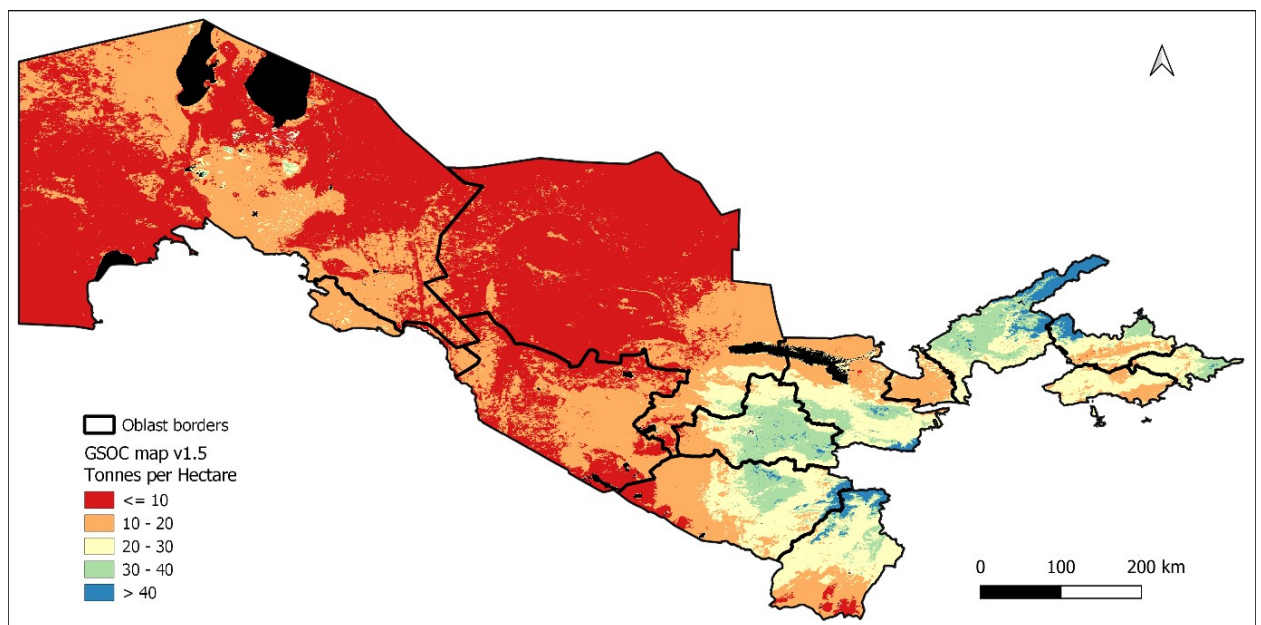 Oblast borders
GSOC map v1.5
Tonnes per Hectare
<= 10
10 - 20
20 - 30
30 - 40
> 40
0 100 200 km